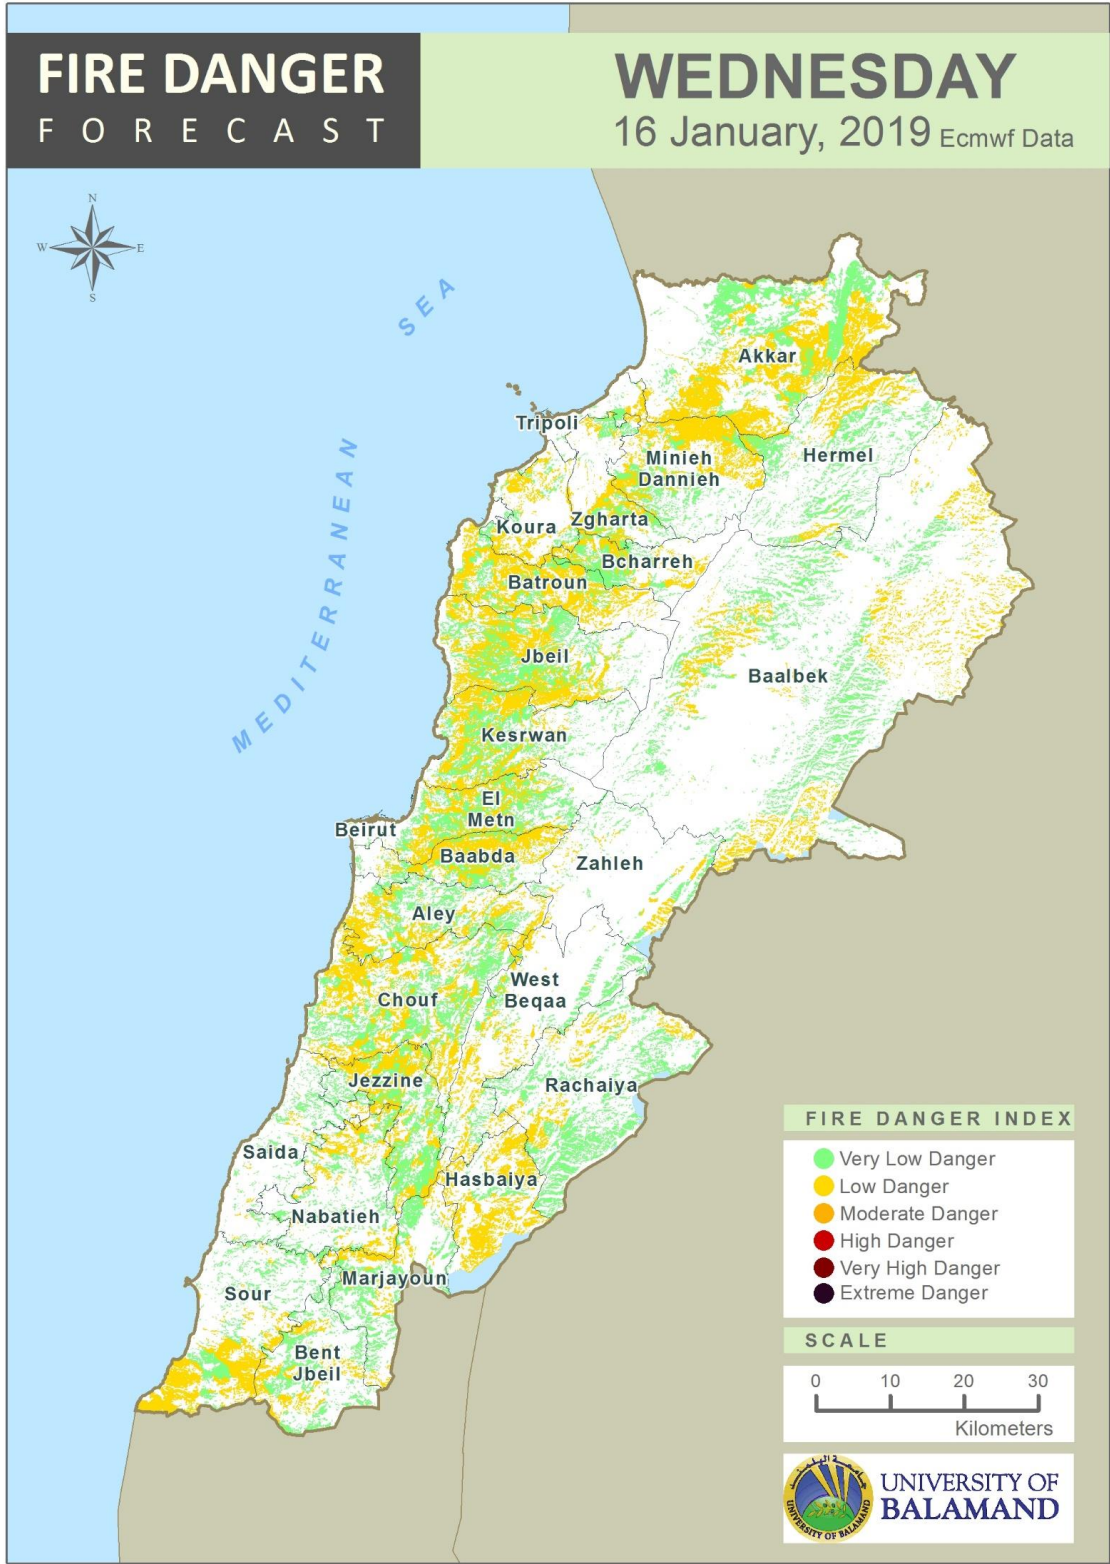 FIRE DANGER
FORECAST
WEDNESDAY
16 January, 2019 Ecmwf Data
N
W
E
S
SEA
MEDITERRANEAN
Akkar
Tripoli
Hermel
Minieh
Dannieh
Koura
Zgharta
Bcharreh
Batroun
Jbeil
Baalbek
Kesrwan
El
Metn
Beirut
Baabda
Zahleh
Aley
West
Beqaa
Chouf
Jezzine
Rachaiya
Saida
Hasbaiya
Nabatieh
Marjayoun
Sour
Bent
Jbeil
FIRE DANGER INDEX
Very Low Danger
Low Danger
Moderate Danger
High Danger
Very High Danger
Extreme Danger
SCALE
0 10 20 30
Kilometers
UNIVERSITY OF BALAMAND
UNIVERSITY OF
BALAMAND